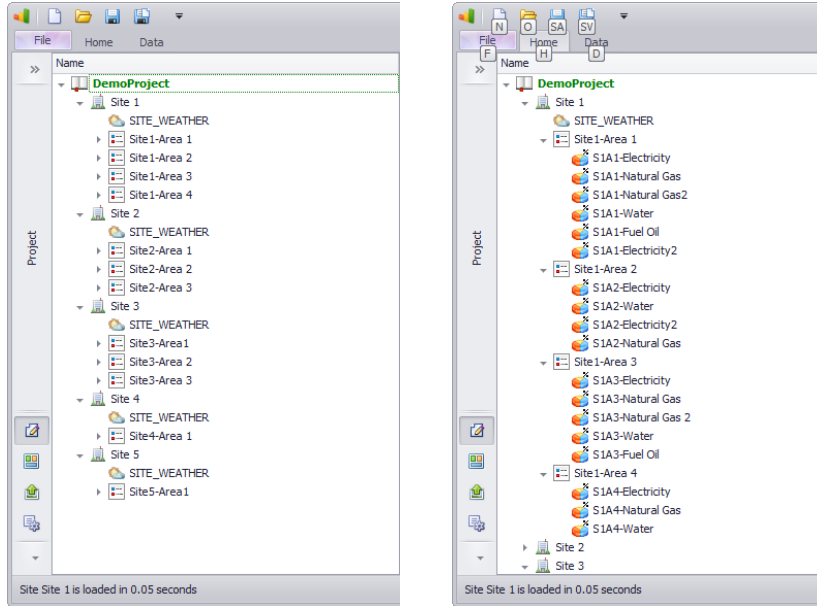 File Home Data
Name
DemoProject
Site 1
SITE_WEATHER
Site1-Area 1
Site1-Area 2
Site1-Area 3
Site1-Area 4
Site 2
SITE_WEATHER
Site2-Area 1
Site2-Area 2
Site2-Area 3
Site 3
SITE_WEATHER
Site3-Area1
Site3-Area 2
Site3-Area 3
Site 4
SITE_WEATHER
Site4-Area 1
Site 5
SITE_WEATHER
Site5-Area1
Project
Site Site 1 is loaded in 0.05 seconds
N O SA SV
File Home Data
F H D
Name
DemoProject
Site 1
SITE_WEATHER
Site1-Area 1
S1A1-Electricity
S1A1-Natural Gas
S1A1-Natural Gas2
S1A1-Water
S1A1-Fuel Oil
S1A1-Electricity2
Site1-Area 2
S1A2-Electricity
S1A2-Water
S1A2-Electricity2
S1A2-Natural Gas
Site1-Area 3
S1A3-Electricity
S1A3-Natural Gas
S1A3-Natural Gas 2
S1A3-Water
S1A3-Fuel Oil
Site1-Area 4
S1A4-Electricity
S1A4-Natural Gas
S1A4-Water
Site 2
Site 3
Project
Site Site 1 is loaded in 0.05 seconds